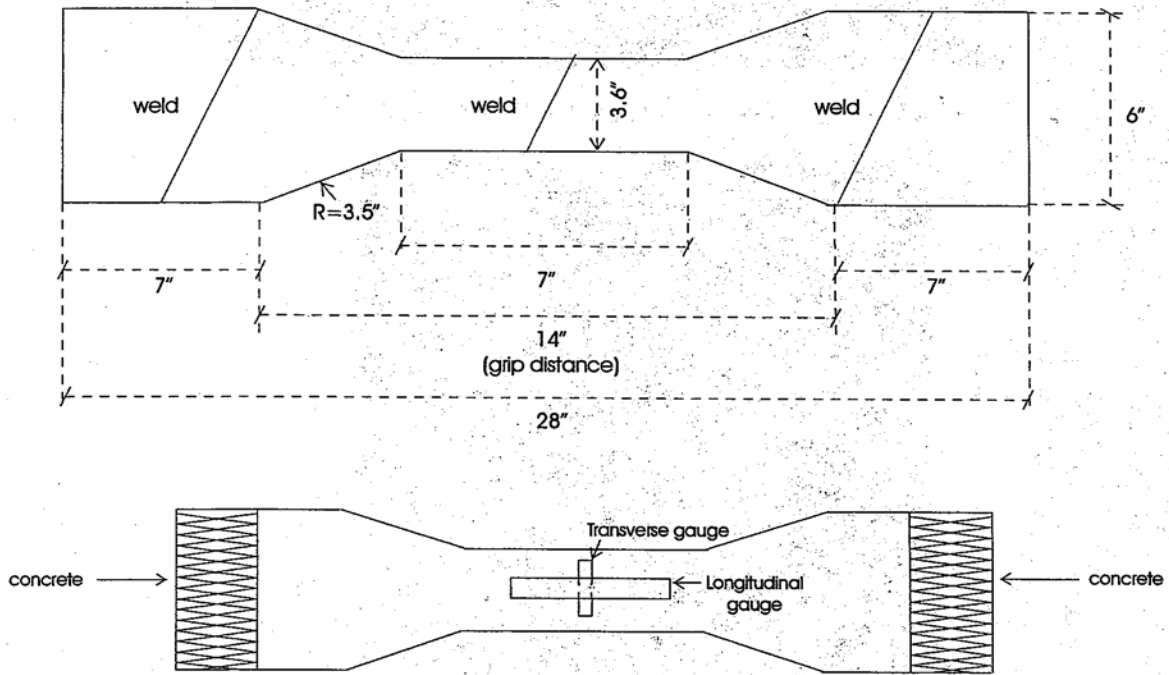 weld
weld
weld
3.6"
6"
R=3.5"
7"
7"
7"
14"
(grip distance)
28"
Transverse gauge
concrete
Longitudinal
gauge
concrete